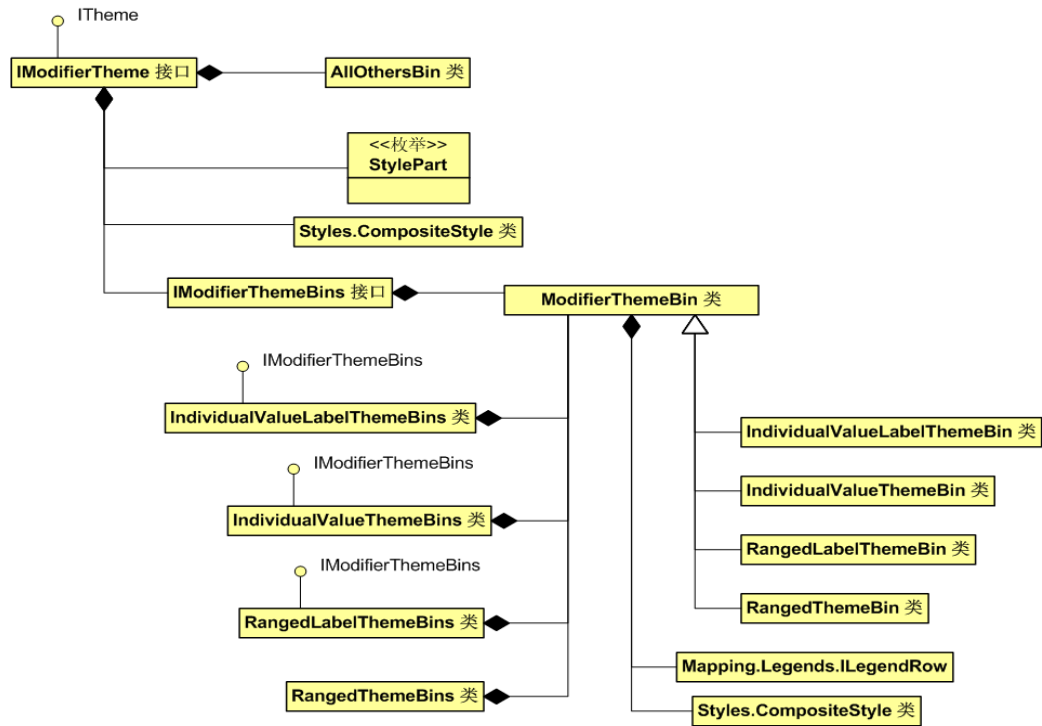 ITheme
IModifierTheme 接口
AllOthersBin 类
<<枚举>>
StylePart
Styles.CompositeStyle 类
IModifierThemeBins 接口
ModifierThemeBin 类
IModifierThemeBins
IndividualValueLabelThemeBins 类
IndividualValueLabelThemeBin 类
IModifierThemeBins
IndividualValueThemeBin 类
IndividualValueThemeBins 类
RangedLabelThemeBin 类
IModifierThemeBins
RangedThemeBin 类
RangedLabelThemeBins 类
Mapping.Legends.ILegendRow
RangedThemeBins 类
Styles.CompositeStyle 类